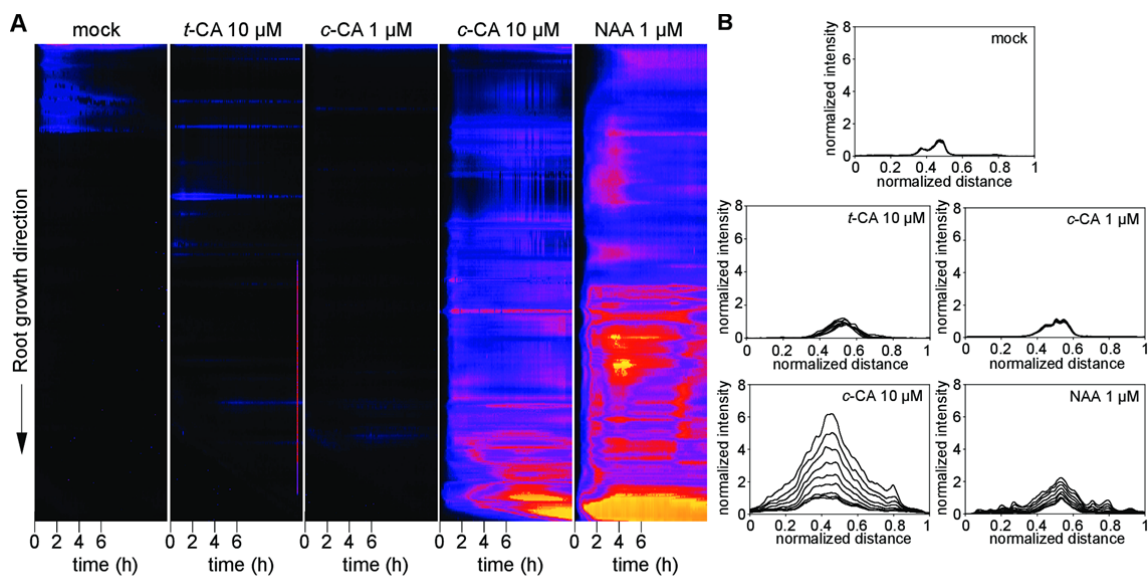 A
mock
t-CA 10 µM
c-CA 1 µM
c-CA 10 µM
NAA 1 µM
Root growth direction
0 2 4 6
0 2 4 6
0 2 4 6
0 2 4 6
0 2 4 6
time (h)
time (h)
time (h)
time (h)
time (h)
B
mock
normalized intensity
8
6
4
2
0
0 0.2 0.4 0.6 0.8 1
normalized distance
t-CA 10 µM
normalized intensity
8
6
4
2
0
0 0.2 0.4 0.6 0.8 1
normalized distance
c-CA 1 µM
normalized intensity
8
6
4
2
0
0 0.2 0.4 0.6 0.8 1
normalized distance
c-CA 10 µM
normalized intensity
8
6
4
2
0
0 0.2 0.4 0.6 0.8 1
normalized distance
NAA 1 µM
normalized intensity
8
6
4
2
0
0 0.2 0.4 0.6 0.8 1
normalized distance